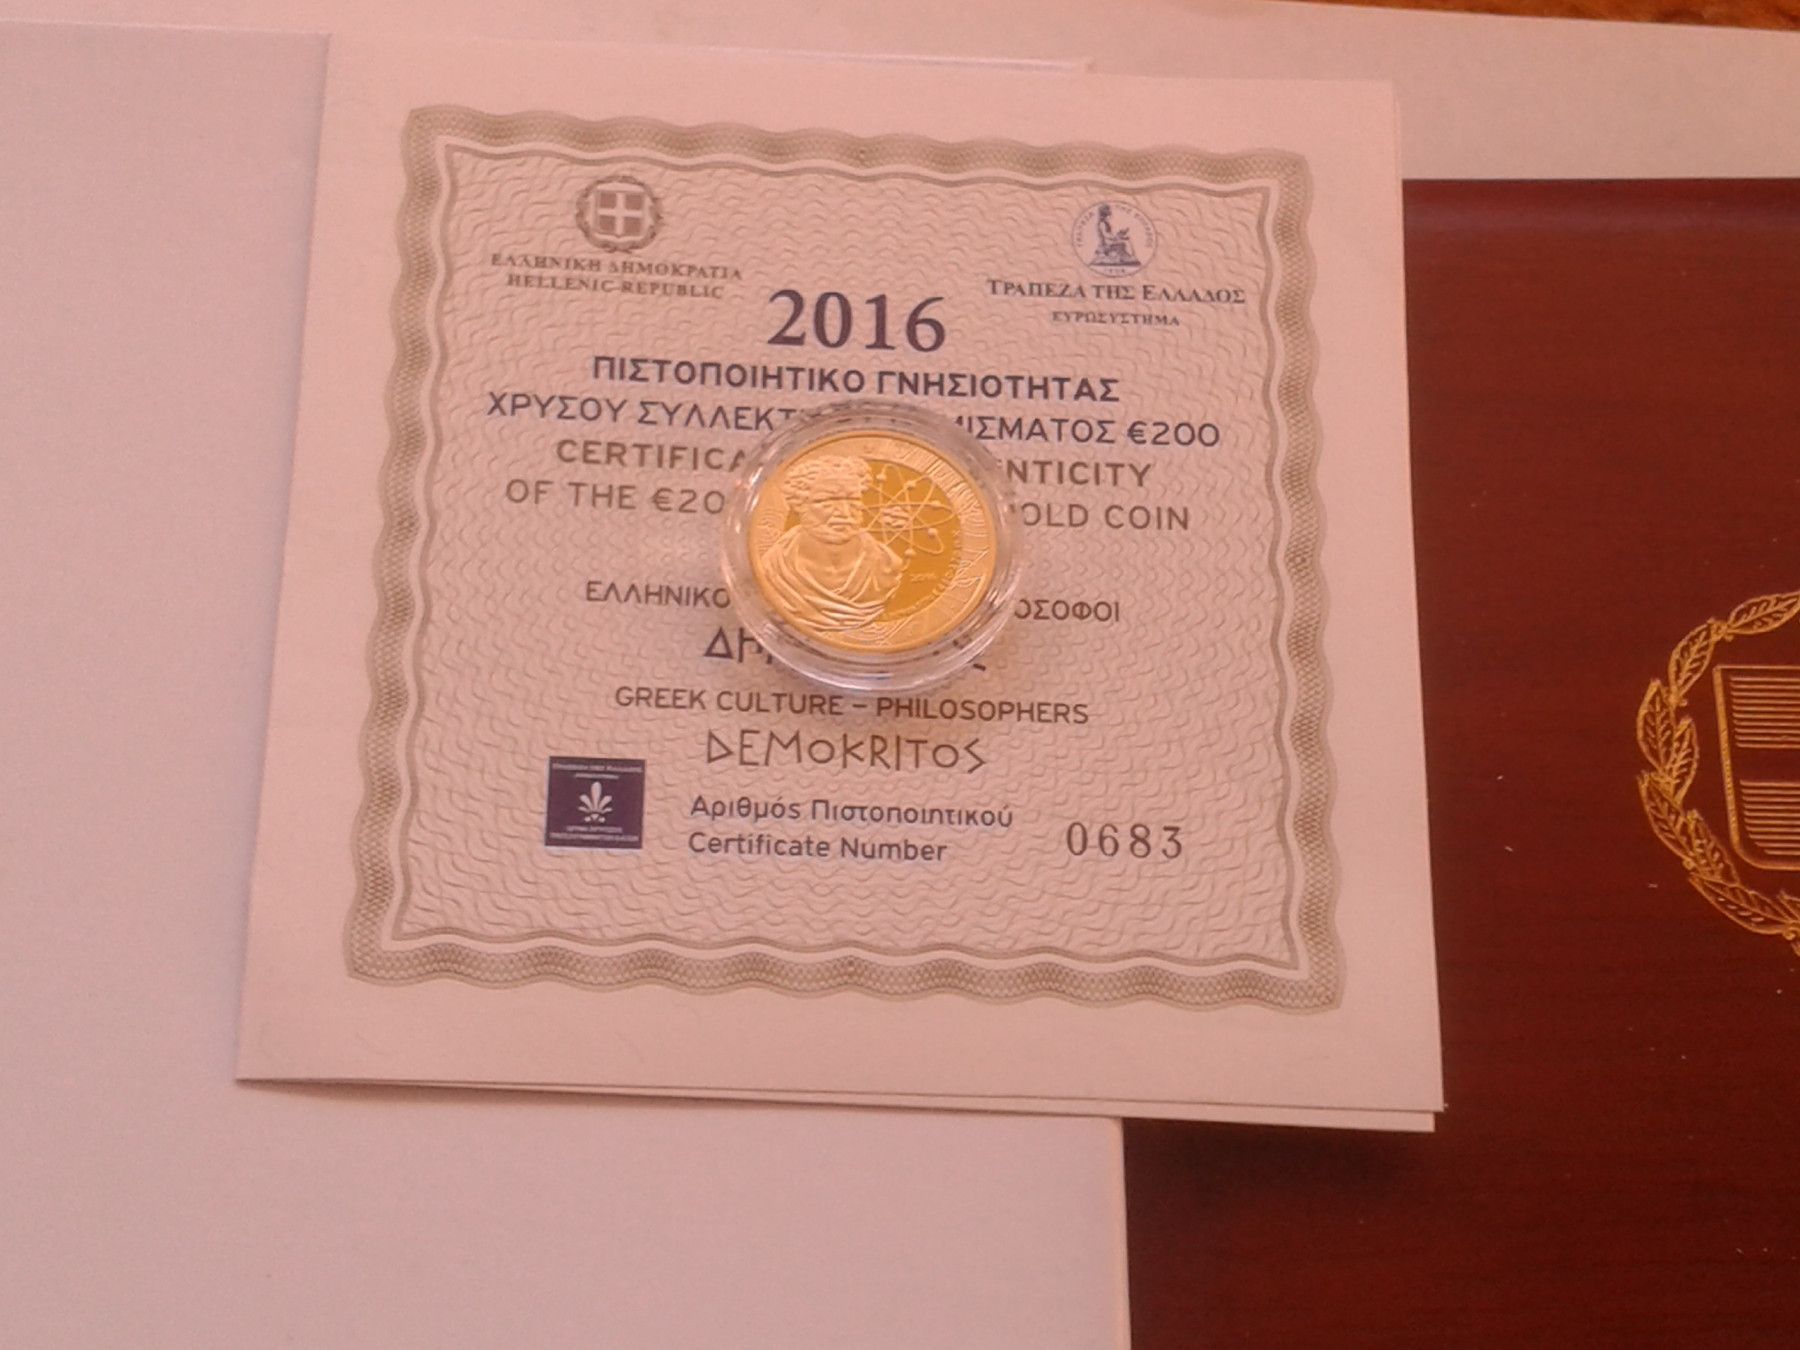 ΕΛΛΗΝΙΚΗ ΔΗΜΟΚΡΑΤΙΑ
HELLENIC REPUBLIC
ΤΡΑΠΕΖΑ ΤΗΣ ΕΛΛΑΔΟΣ
ΕΥΡΩΣΥΣΤΗΜΑ
2016
ΠΙΣΤΟΠΟΙΗΤΙΚΟ ΓΝΗΣΙΟΤΗΤΑΣ
ΧΡΥΣΟΥ ΣΥΛΛΕΚΤ ΜΙΣΜΑΤΟΣ €200
CERTIFICA ENTICITY
OF THE €20 OLD COIN
ΕΛΛΗΝΙΚΟ ΟΣΟΦΟΙ
GREEK CULTURE – PHILOSOPHERS
DEMOKRITOS
Αριθμός Πιστοποιητικού
Certificate Number 0683